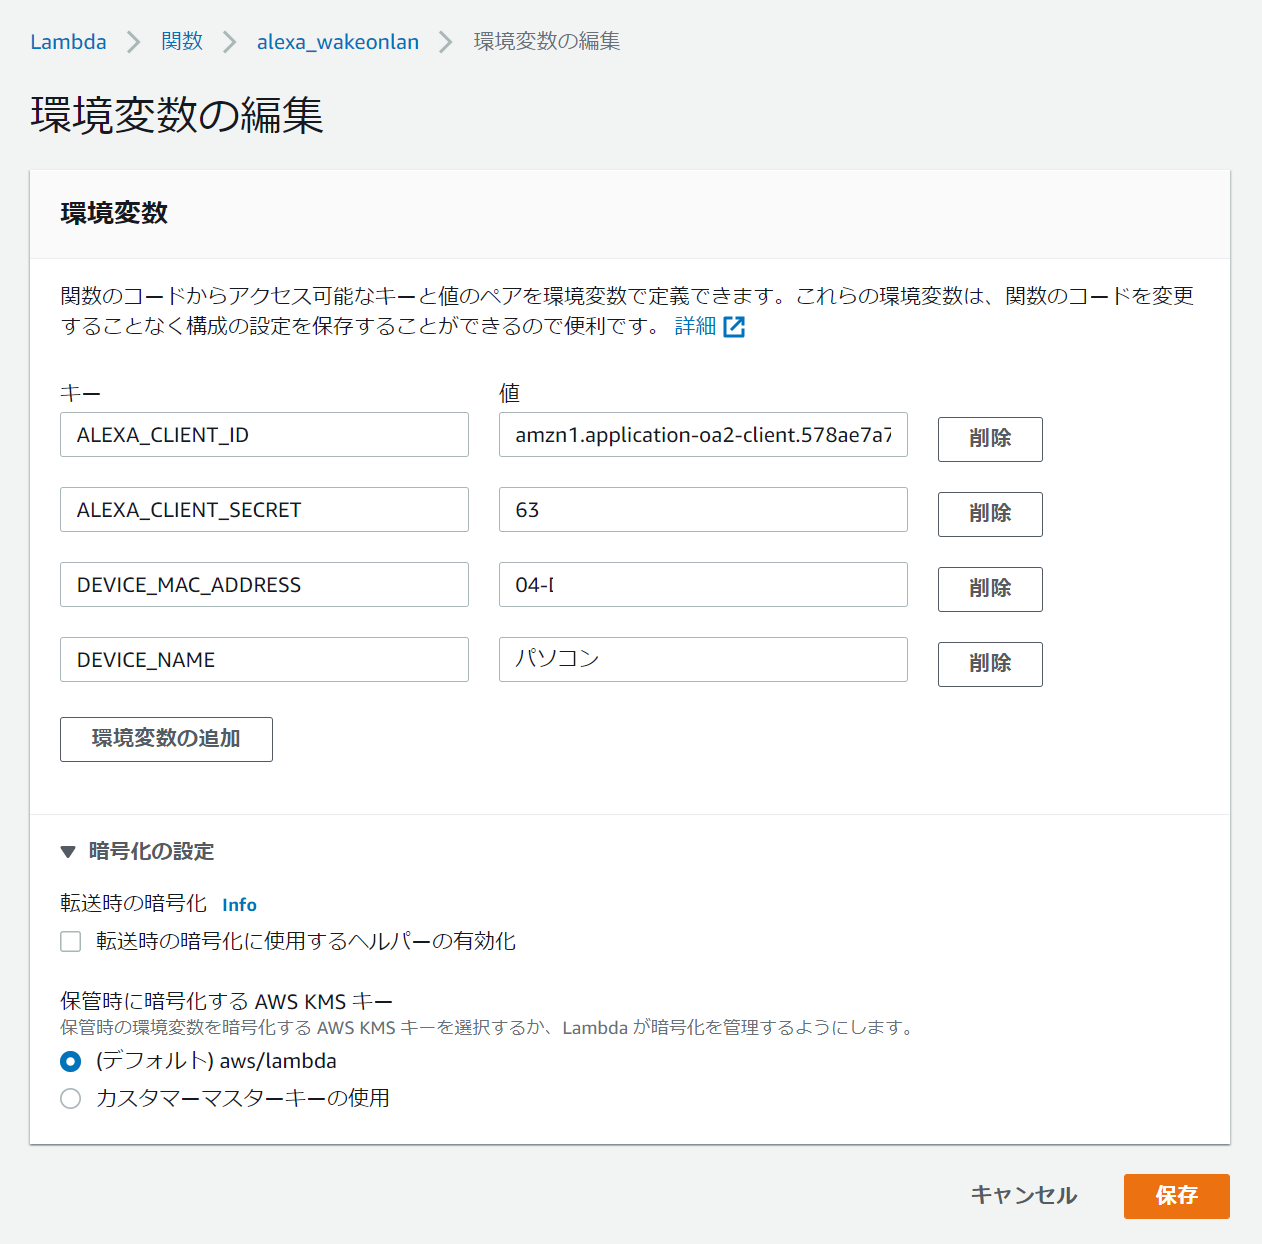 Lambda > 関数 > alexa_wakeonlan > 環境変数の編集
環境変数の編集
環境変数
関数のコードからアクセス可能なキーと値のペアを環境変数で定義できます。これらの環境変数は、関数のコードを変更
することなく構成の設定を保存することができるので便利です。 詳細
キー 値
ALEXA_CLIENT_ID amzn1.application-oa2-client.578ae7a7 削除
ALEXA_CLIENT_SECRET 63 削除
DEVICE_MAC_ADDRESS 04- 削除
DEVICE_NAME パソコン 削除
環境変数の追加
▼ 暗号化の設定
転送時の暗号化 Info
転送時の暗号化に使用するヘルパーの有効化
保管時に暗号化する AWS KMS キー
保管時の環境変数を暗号化する AWS KMS キーを選択するか、Lambda が暗号化を管理するようにします。
(デフォルト) aws/lambda
カスタマーマスターキーの使用
キャンセル 保存